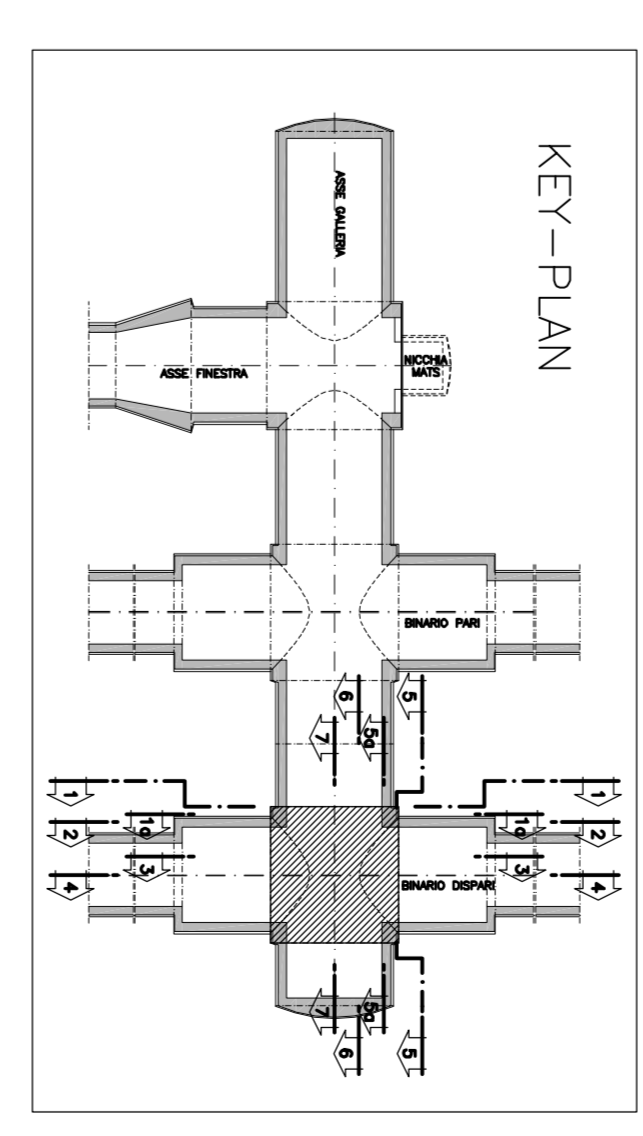 KEY-PLAN
ASSE GALLERIA
ASSE FINESTRA
NICCHIA
MATS
BINARIO PARI
6
5
7
5a
1
1
1a
1a
2
2
3
3
4
4
BINARIO DISPARI
7
5a
6
5